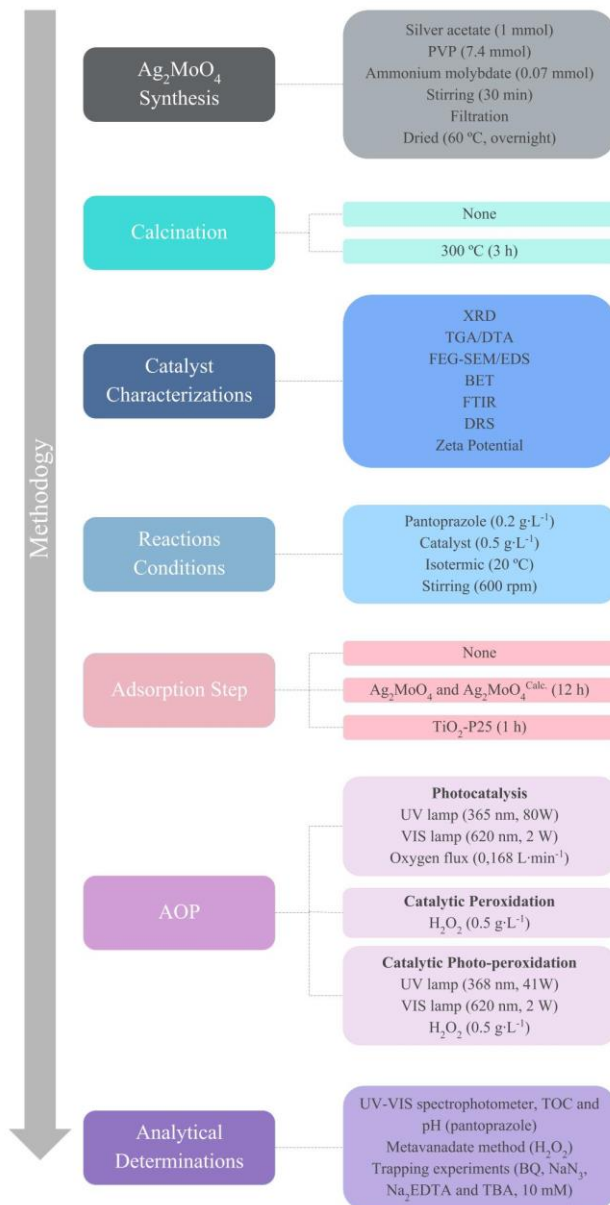 Methodogy
Ag₂MoO₄
Synthesis
Silver acetate (1 mmol)
PVP (7.4 mmol)
Ammonium molybdate (0.07 mmol)
Stirring (30 min)
Filtration
Dried (60 ºC, overnight)
Calcination
None
300 ºC (3 h)
Catalyst
Characterizations
XRD
TGA/DTA
FEG-SEM/EDS
BET
FTIR
DRS
Zeta Potential
Reactions
Conditions
Pantoprazole (0.2 g·L⁻¹)
Catalyst (0.5 g·L⁻¹)
Isotermic (20 ºC)
Stirring (600 rpm)
Adsorption Step
None
Ag₂MoO₄ and Ag₂MoO₄ᶜᵃˡᶜ· (12 h)
TiO₂-P25 (1 h)
AOP
Photocatalysis
UV lamp (365 nm, 80W)
VIS lamp (620 nm, 2 W)
Oxygen flux (0,168 L·min⁻¹)
Catalytic Peroxidation
H₂O₂ (0.5 g·L⁻¹)
Catalytic Photo-peroxidation
UV lamp (368 nm, 41W)
VIS lamp (620 nm, 2 W)
H₂O₂ (0.5 g·L⁻¹)
Analytical
Determinations
UV-VIS spectrophotometer, TOC and
pH (pantoprazole)
Metavanadate method (H₂O₂)
Trapping experiments (BQ, NaN₃,
Na₂EDTA and TBA, 10 mM)